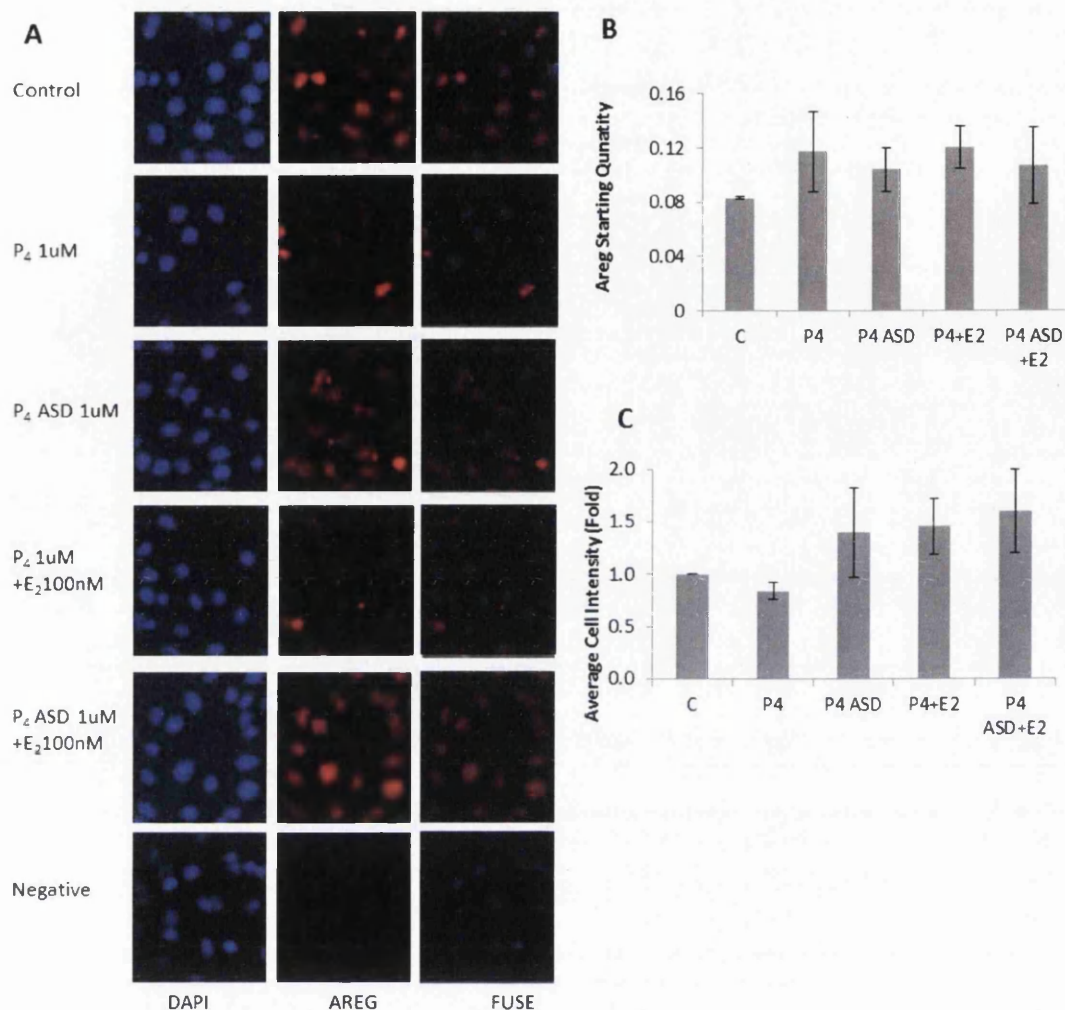 A
Control
P₄ 1uM
P₄ ASD 1uM
P₄ 1uM
+E₂100nM
P₄ ASD 1uM
+E₂100nM
Negative
DAPI AREG FUSE
B
Areg Starting Qunatity
0.16
0.12
0.08
0.04
0
C P4 P4 ASD P4+E2 P4 ASD
+E2
C
Average Cell Intensity (Fold)
2.0
1.5
1.0
0.5
0.0
C P4 P4 ASD P4+E2 P4
ASD+E2